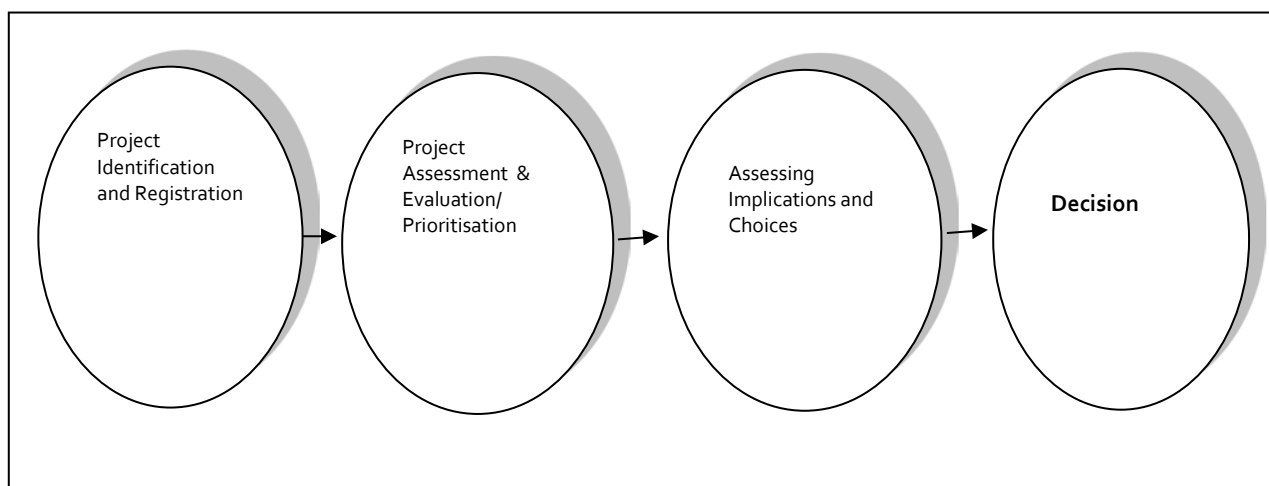 Project
Identification
and Registration
Project
Assessment &
Evaluation/
Prioritisation
Assessing
Implications and
Choices
Decision